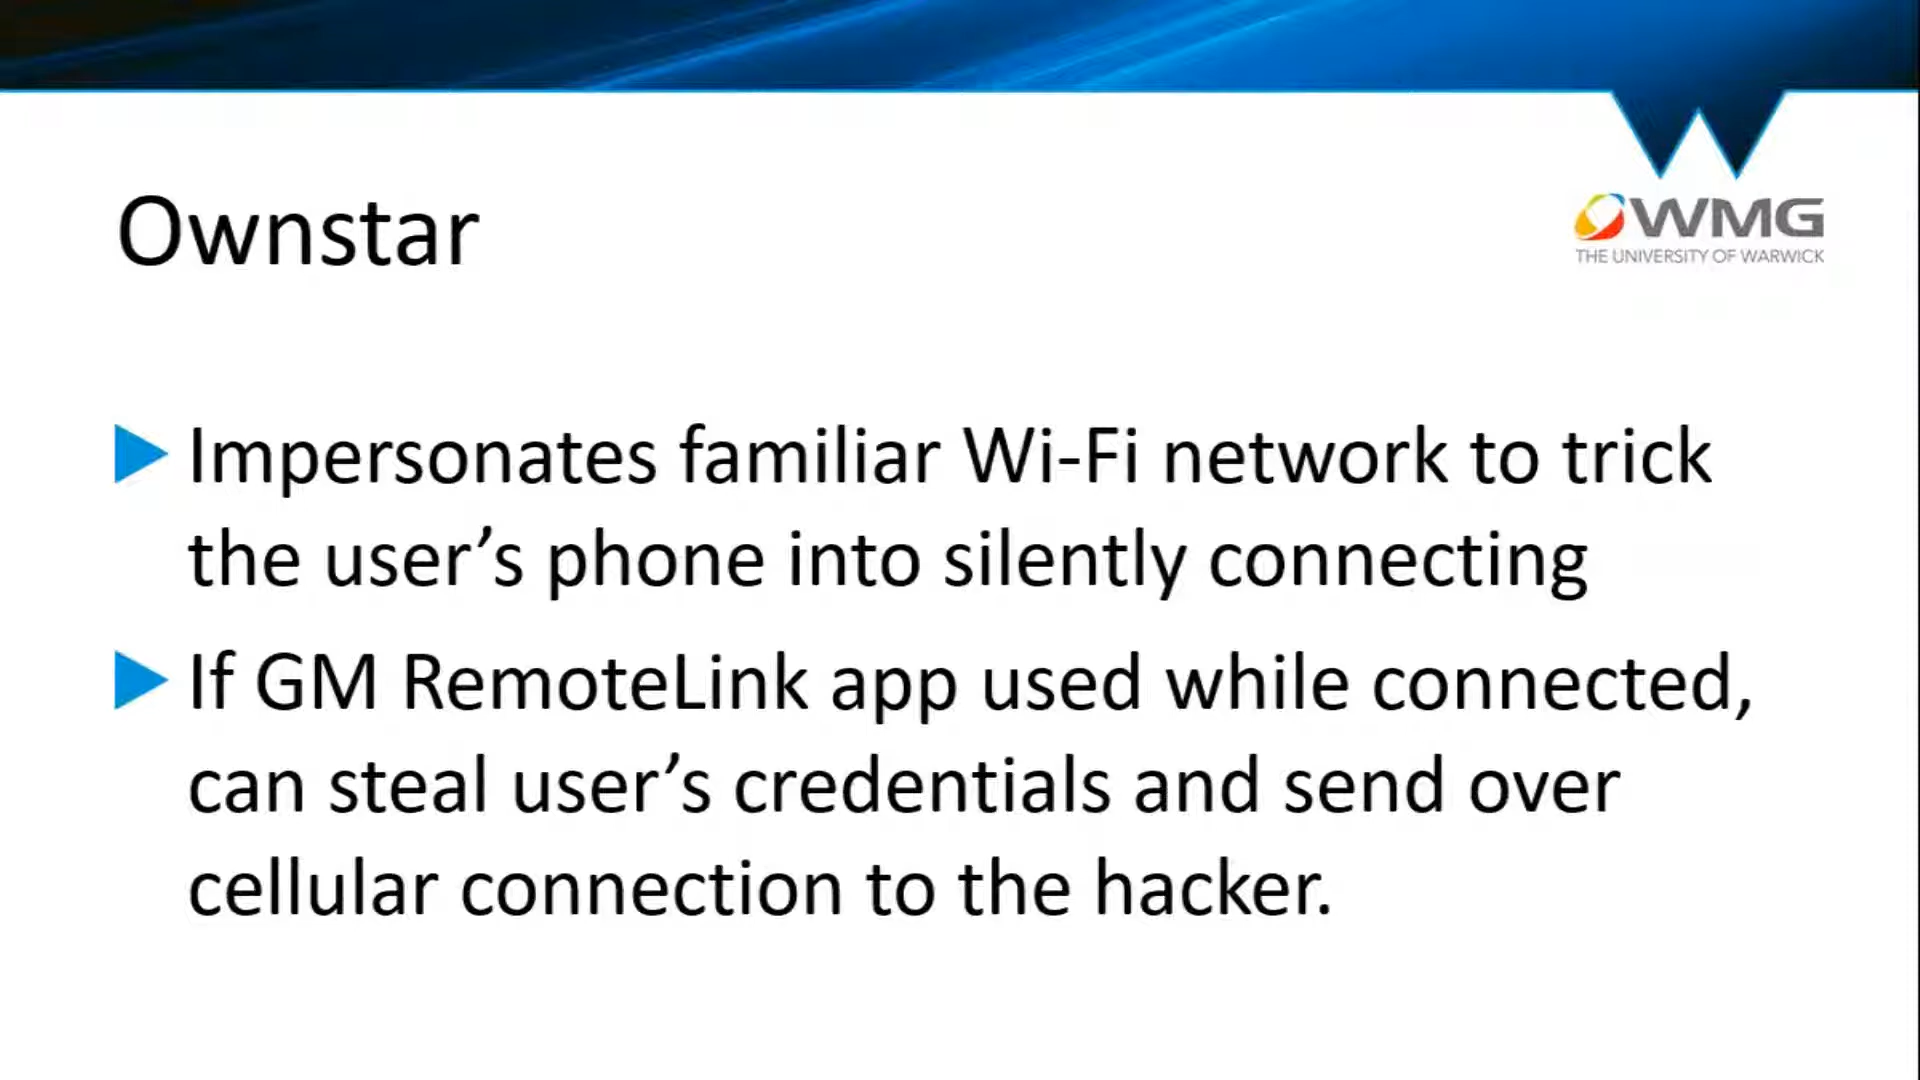 WMG
THE UNIVERSITY OF WARWICK
Ownstar
Impersonates familiar Wi-Fi network to trick
the user’s phone into silently connecting
If GM RemoteLink app used while connected,
can steal user’s credentials and send over
cellular connection to the hacker.